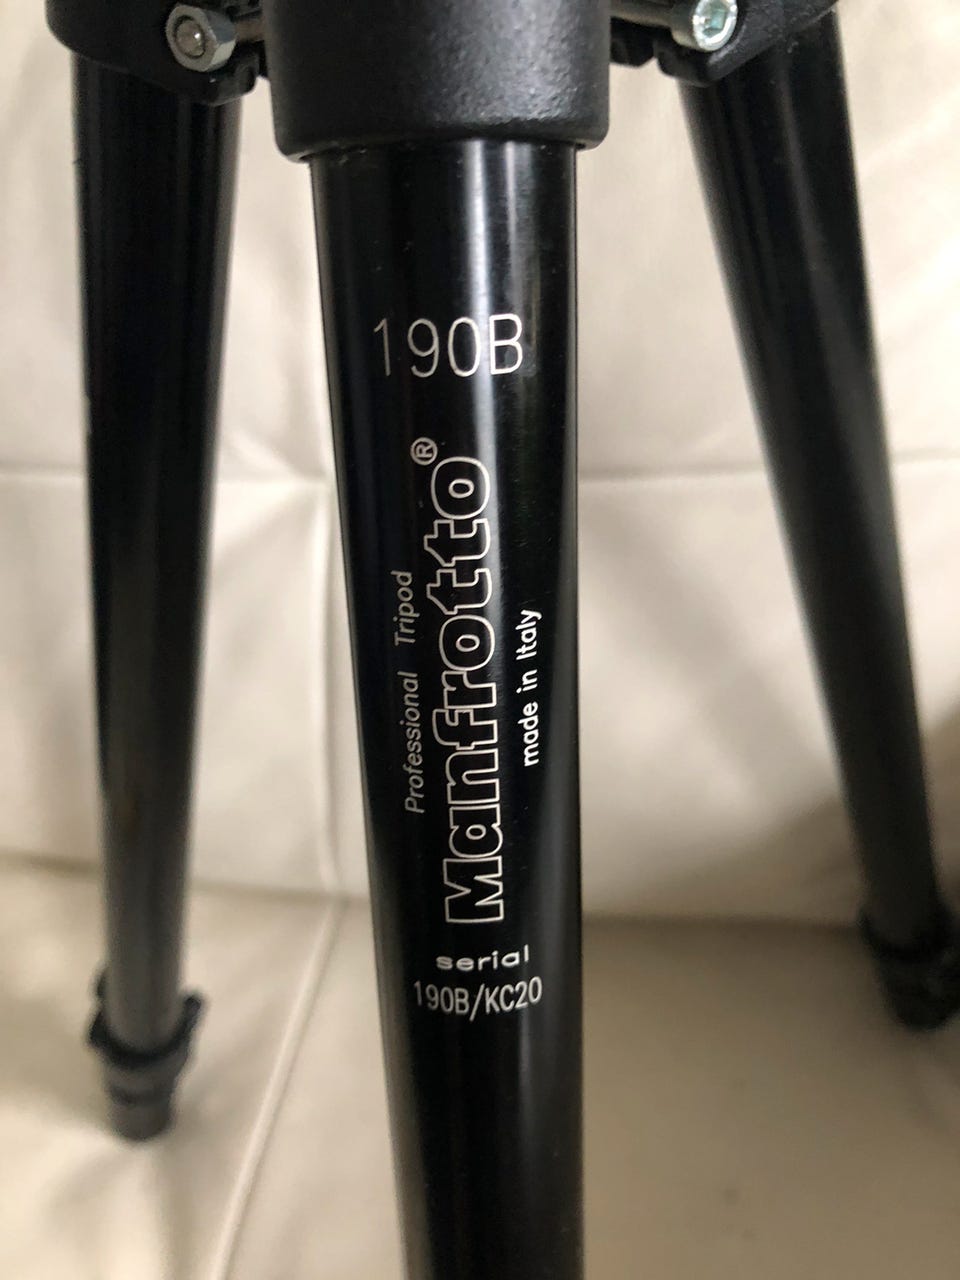 190B
Professional Tripod
Manfrotto®
made in Italy
serial
190B/KC20